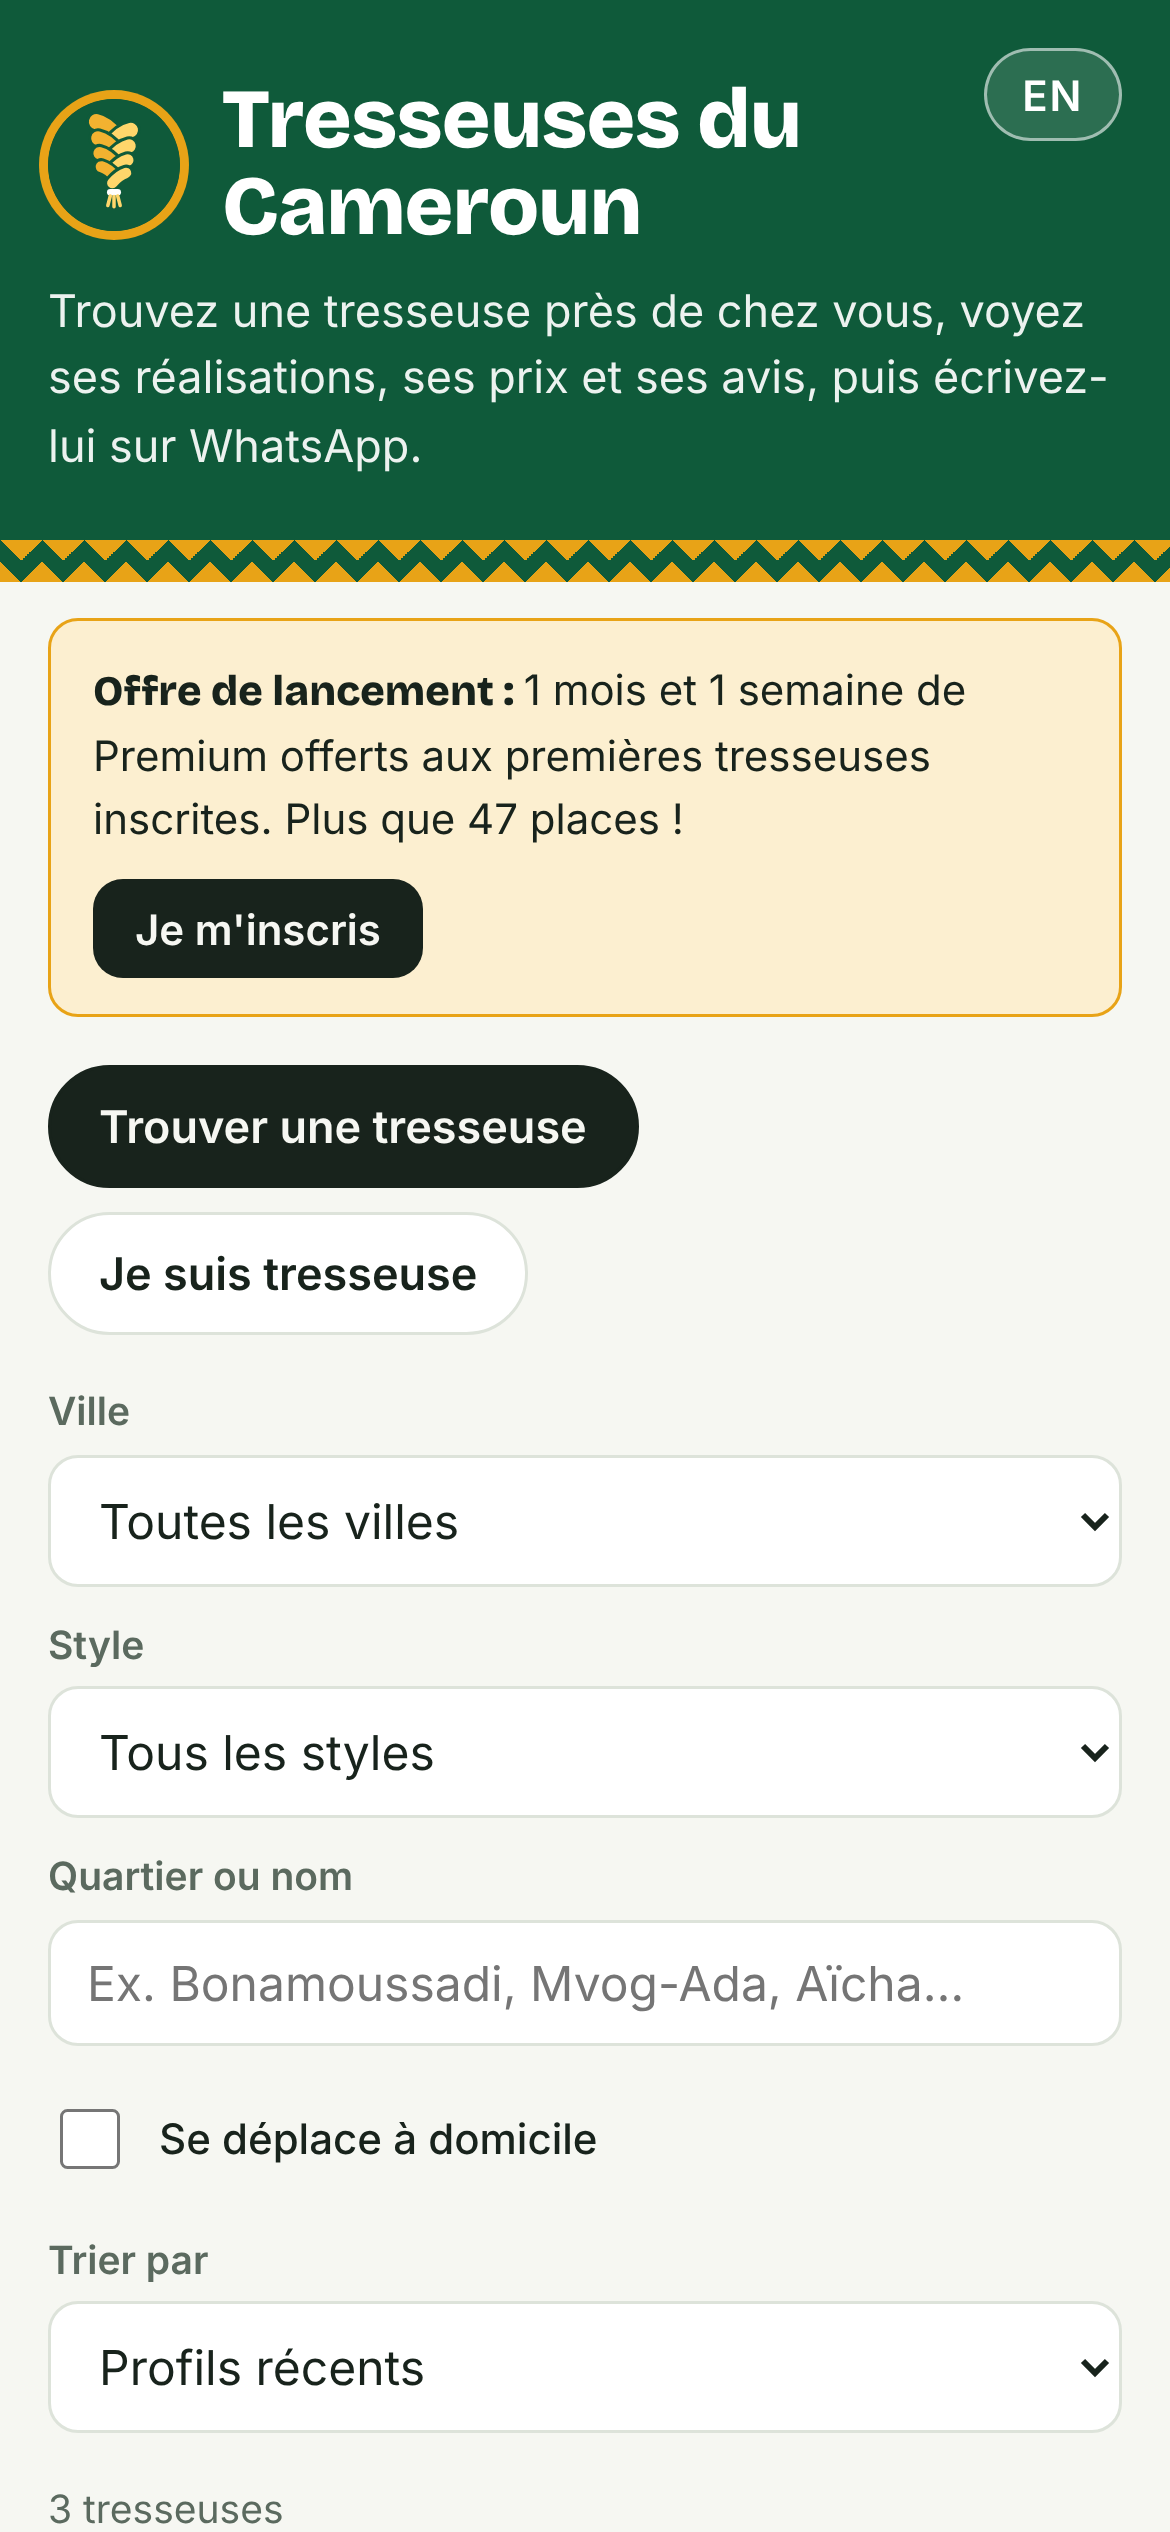 Tresseuses du
Cameroun
EN
Trouvez une tresseuse près de chez vous, voyez
ses réalisations, ses prix et ses avis, puis écrivez-
lui sur WhatsApp.
Offre de lancement : 1 mois et 1 semaine de
Premium offerts aux premières tresseuses
inscrites. Plus que 47 places !
Je m'inscris
Trouver une tresseuse
Je suis tresseuse
Ville
Toutes les villes
Style
Tous les styles
Quartier ou nom
Ex. Bonamoussadi, Mvog-Ada, Aïcha...
Se déplace à domicile
Trier par
Profils récents
3 tresseuses